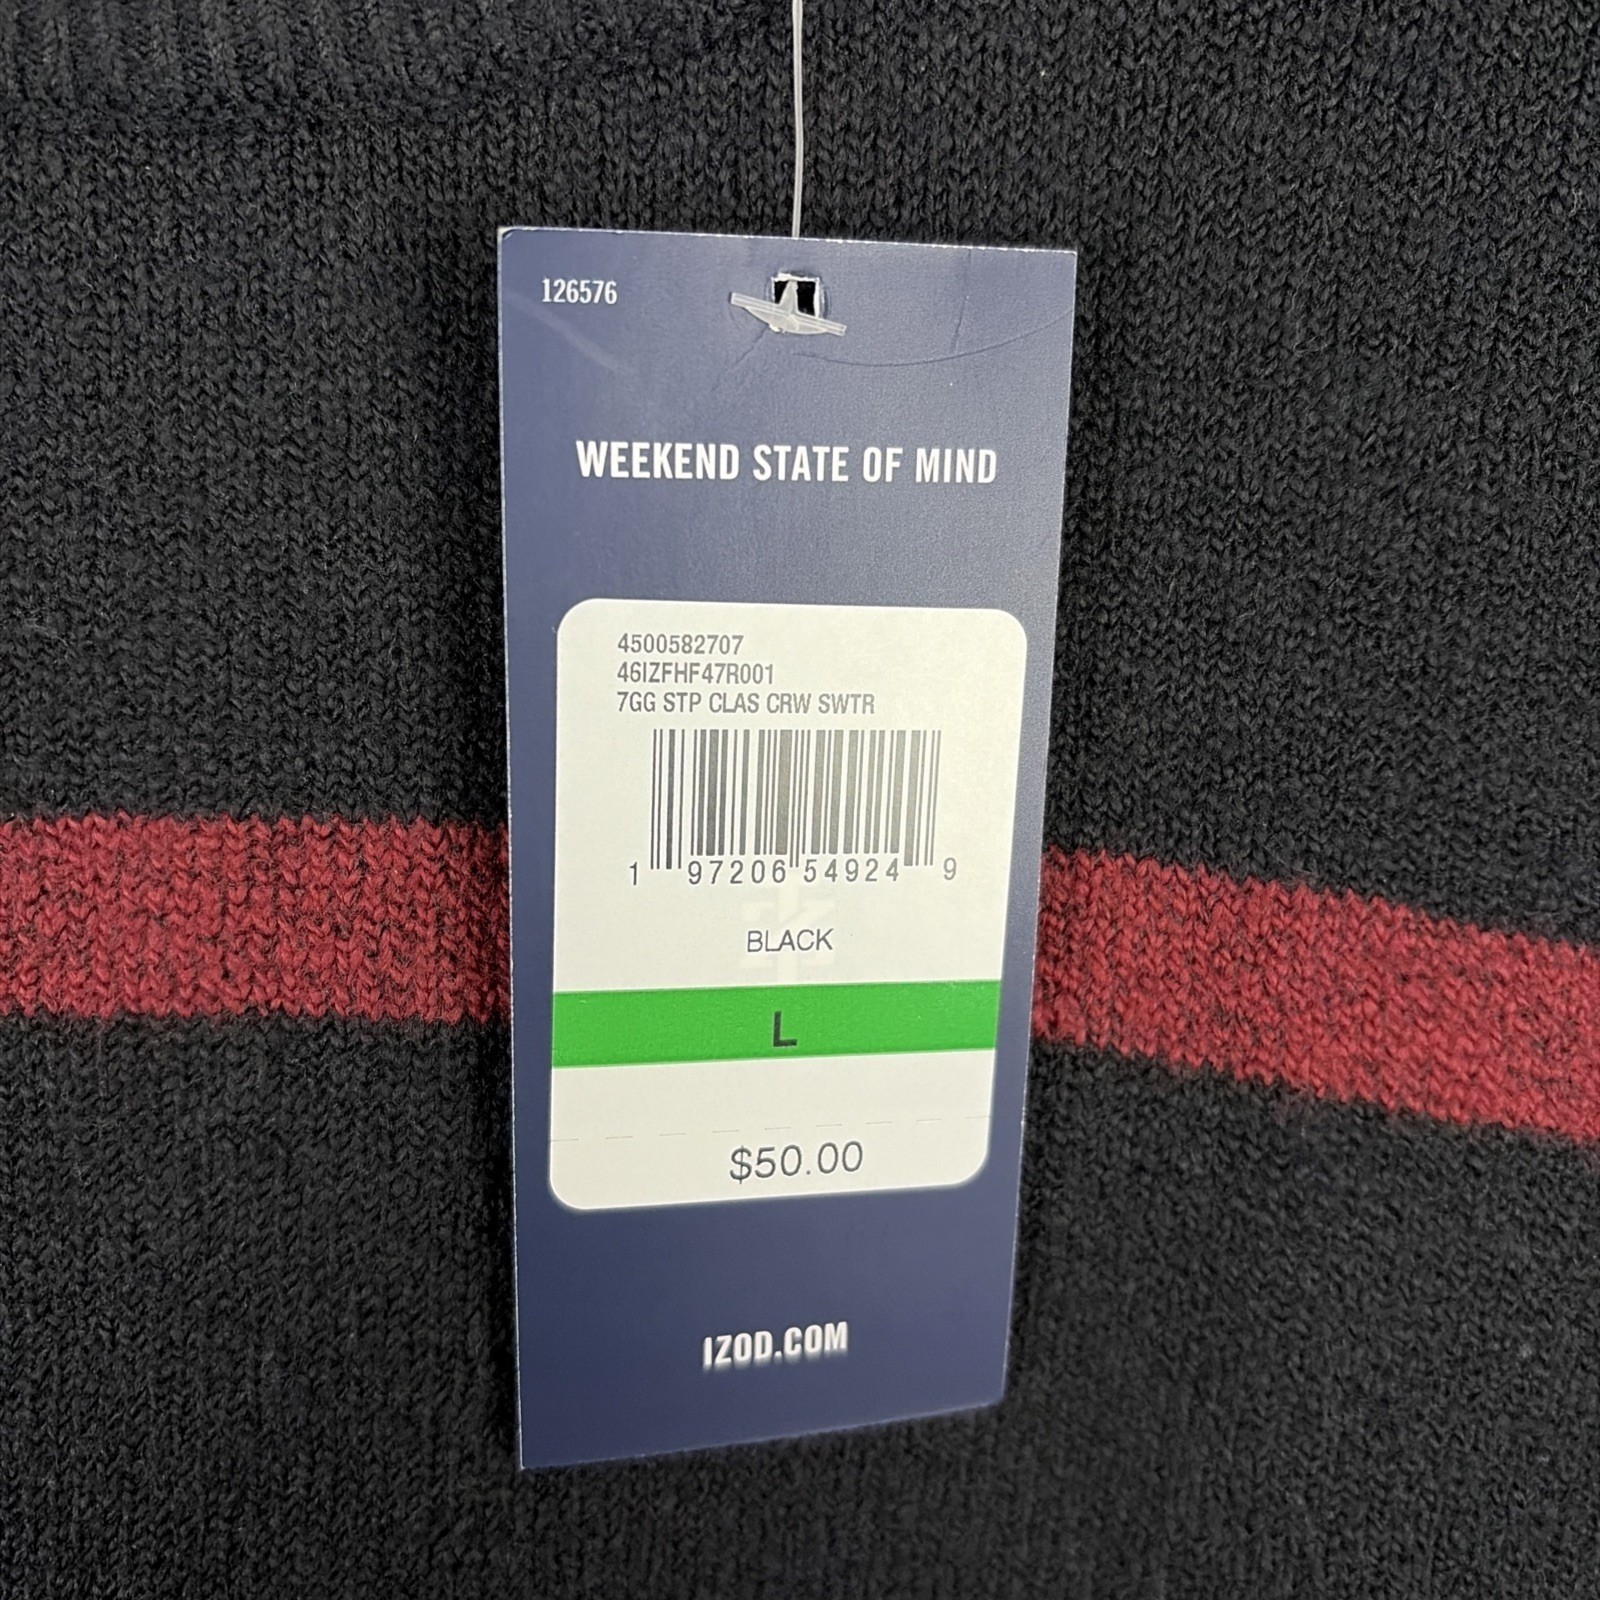 126576
WEEKEND STATE OF MIND
4500582707
46IZFHF47R001
7GG STP CLAS CRW SWTR
1 97206 54924 9
BLACK
L
$50.00
IZOD.COM